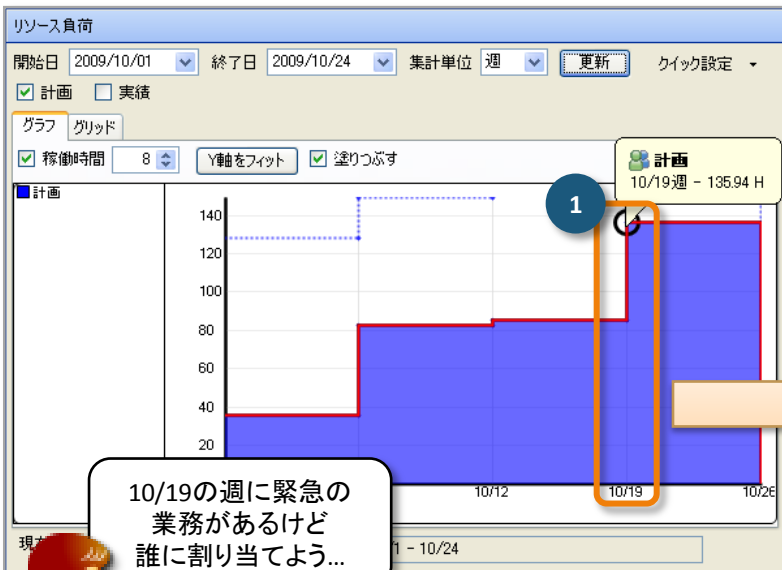 リソース負荷
開始日 2009/10/01 終了日 2009/10/24 集計単位 週 更新 クイック設定
計画 実績
グラフ グリッド
稼働時間 8 Y軸をフィット 塗りつぶす
計画
10/19週 - 135.94 H
計画
1
140
120
100
80
60
40
20
10/12 10/19 10/26
10/19の週に緊急の
業務があるけど
誰に割り当てよう...
現
/1 - 10/24